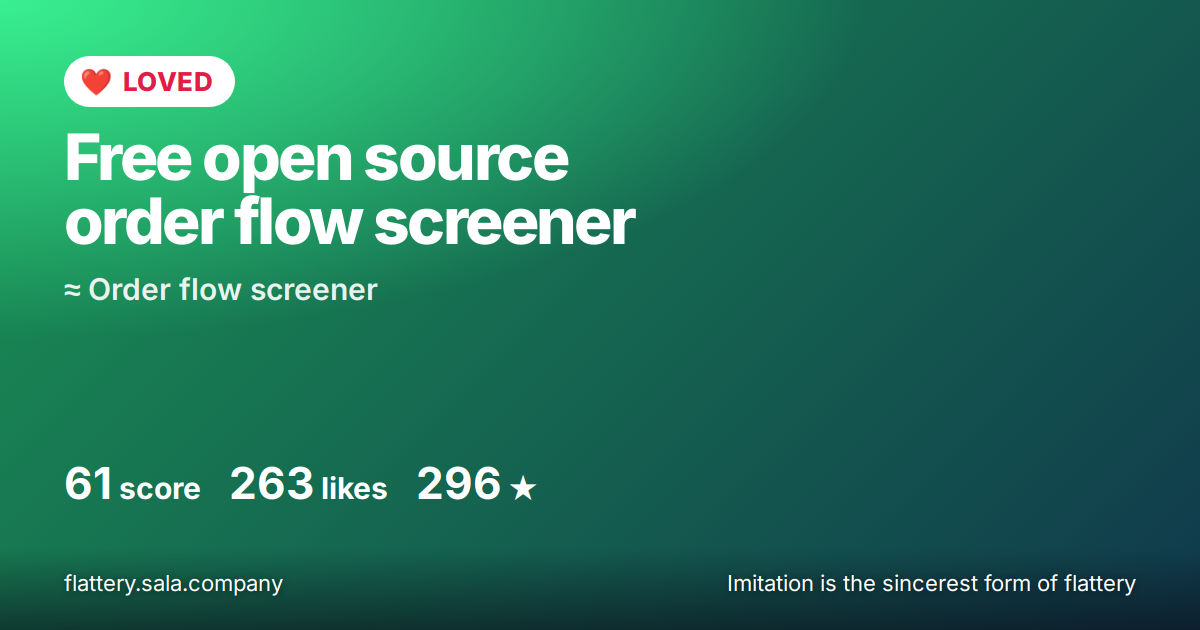 ❤️ LOVED
Free open source
order flow screener
≈ Order flow screener
61 score 263 likes 296 ★
flattery.sala.company
Imitation is the sincerest form of flattery